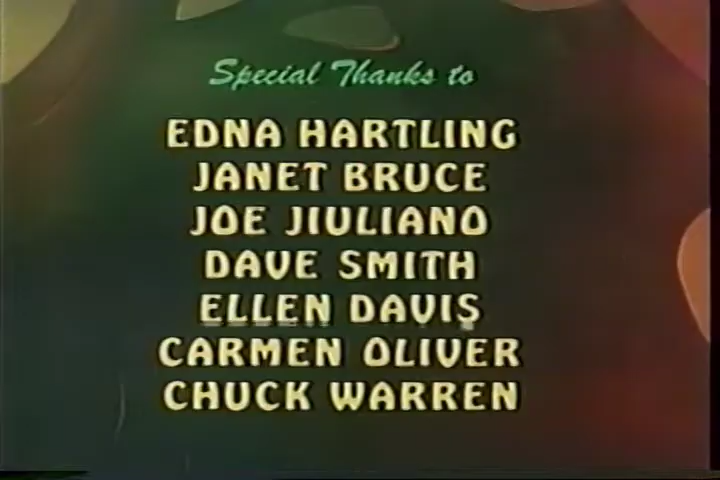 Special Thanks to
EDNA HARTLING
JANET BRUCE
JOE JIULIANO
DAVE SMITH
ELLEN DAVIS
CARMEN OLIVER
CHUCK WARREN